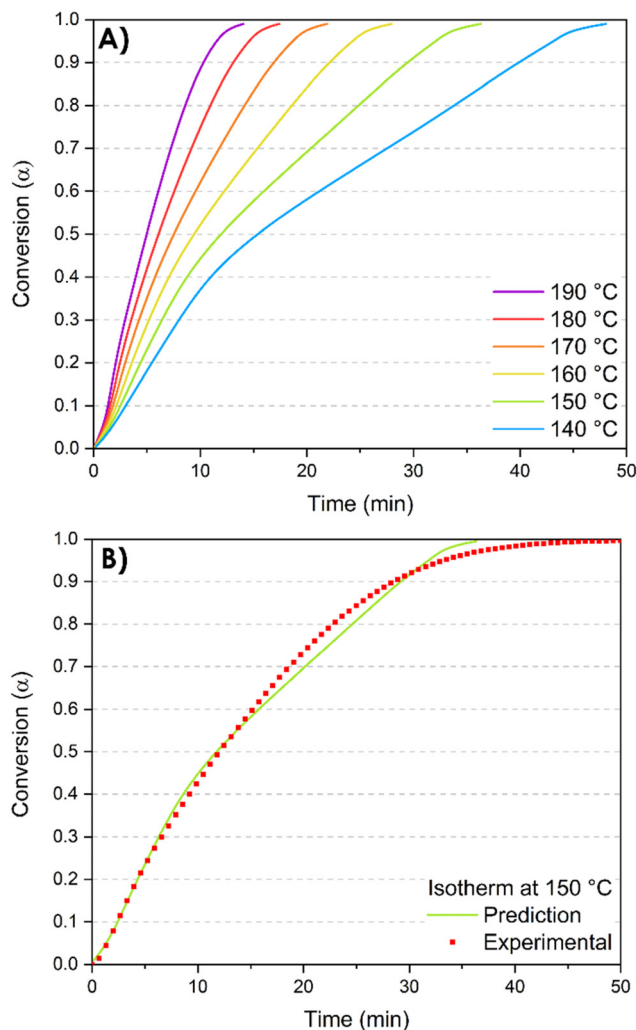 A)
1.0
0.9
0.8
0.7
0.6
0.5
0.4
0.3
0.2
0.1
0.0
Conversion (α)
190 °C
180 °C
170 °C
160 °C
150 °C
140 °C
0 10 20 30 40 50
Time (min)
B)
1.0
0.9
0.8
0.7
0.6
0.5
0.4
0.3
0.2
0.1
0.0
Conversion (α)
Isotherm at 150 °C
Prediction
Experimental
0 10 20 30 40 50
Time (min)